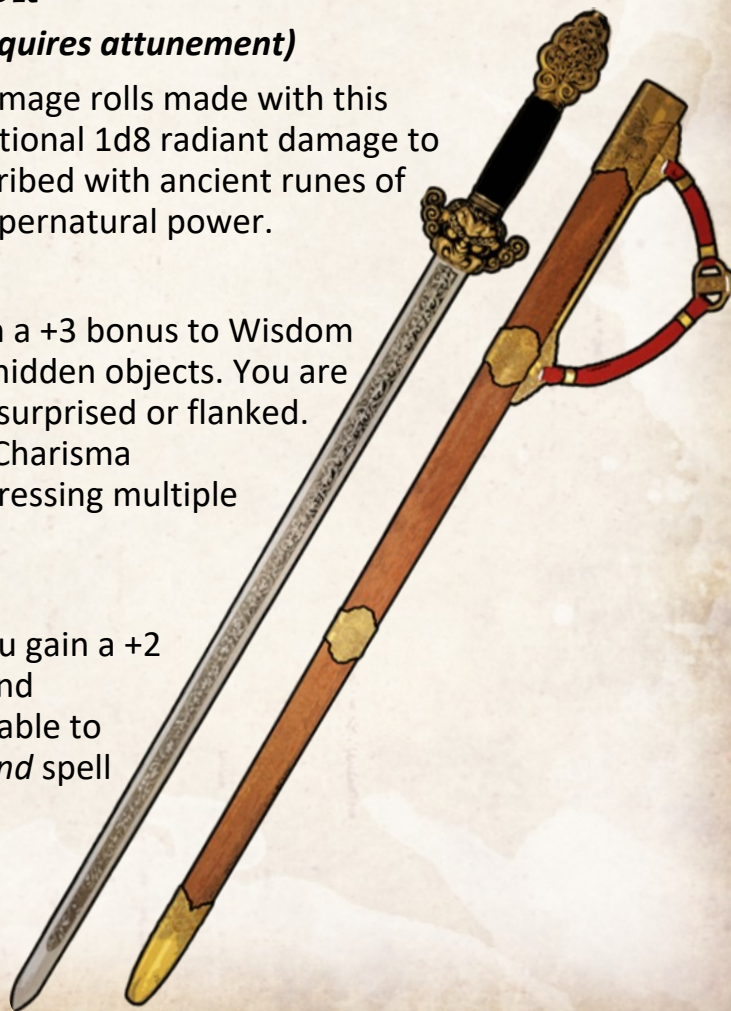 quires attunement)
mage rolls made with this
tional 1d8 radiant damage to
ribed with ancient runes of
pernatural power.
a +3 bonus to Wisdom
hidden objects. You are
surprised or flanked.
Charisma
ressing multiple
u gain a +2
nd
able to
nd spell